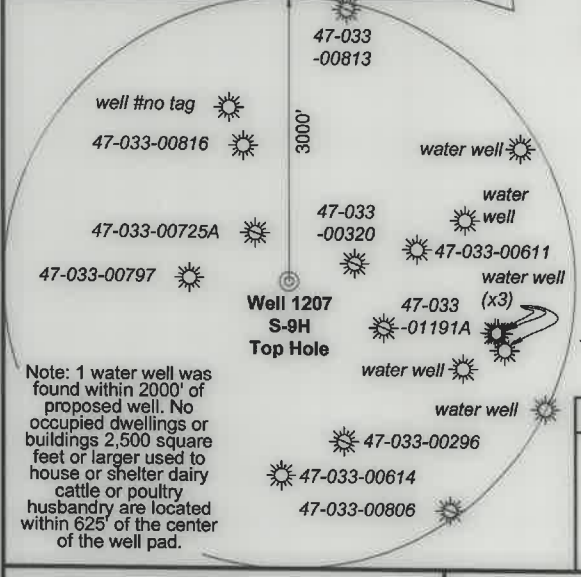 47-033
-00813
well #no tag
47-033-00816
3000'
water well
water
well
47-033
-00320
47-033-00725A
47-033-00611
47-033-00797
water well
(x3)
Well 1207
S-9H
Top Hole
47-033
-01191A
water well
water well
Note: 1 water well was
found within 2000' of
proposed well. No
occupied dwellings or
buildings 2,500 square
feet or larger used to
house or shelter dairy
cattle or poultry
husbandry are located
within 625' of the center
of the well pad.
47-033-00296
47-033-00614
47-033-00806